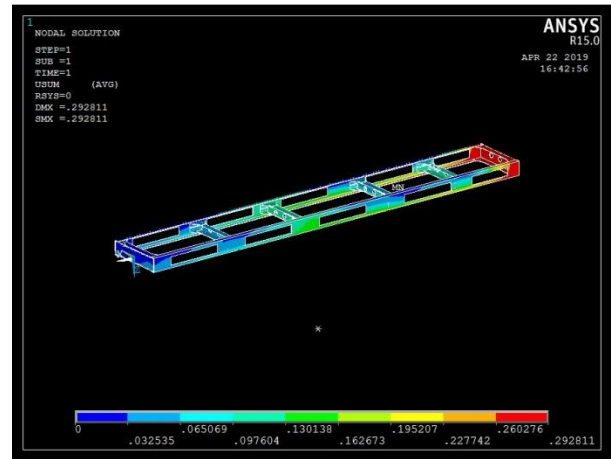 1
NODAL SOLUTION
STEP=1
SUB =1
TIME=1
USUM (AVG)
RSYS=0
DMX =.292811
SMX =.292811
ANSYS
R15.0
APR 22 2019
16:42:56
MN
Z
0 .065069 .130138 .195207 .260276
.032535 .097604 .162673 .227742 .292811